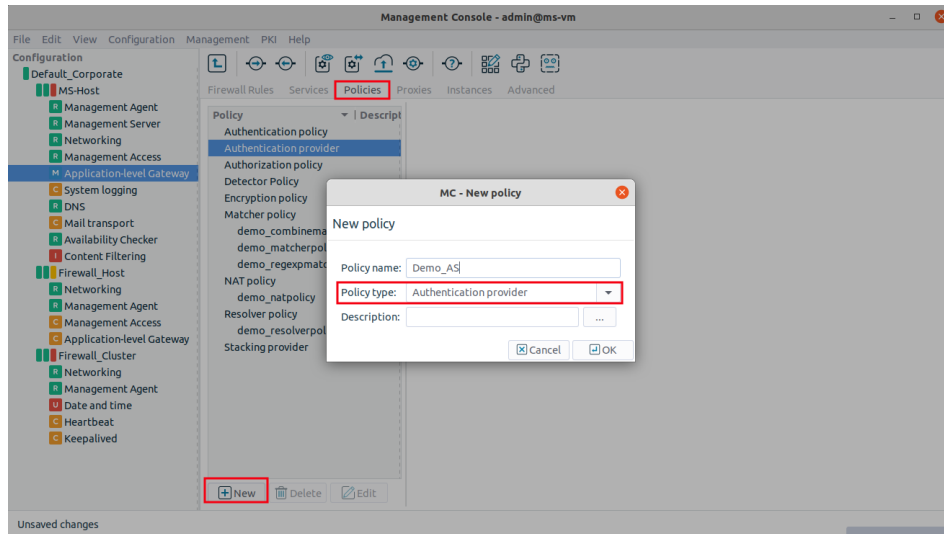 Management Console - admin@ms-vm
File Edit View Configuration Management PKI Help
Configuration
Default_Corporate
MS-Host
R Management Agent
R Management Server
R Networking
R Management Access
M Application-level Gateway
C System logging
R DNS
C Mail transport
R Availability Checker
I Content Filtering
Firewall_Host
R Networking
R Management Agent
C Management Access
C Application-level Gateway
Firewall_Cluster
R Networking
R Management Agent
U Date and time
C Heartbeat
C Keepalived
Firewall Rules Services Policies Proxies Instances Advanced
Policy Descript
Authentication policy
Authentication provider
Authorization policy
Detector Policy
Encryption policy
Matcher policy
demo_combinema
demo_matcherpol
demo_regexpmatc
NAT policy
demo_natpolicy
Resolver policy
demo_resolverpol
Stacking provider
New Delete Edit
MC - New policy
New policy
Policy name: Demo_AS
Policy type: Authentication provider
Description: ...
Cancel OK
Unsaved changes